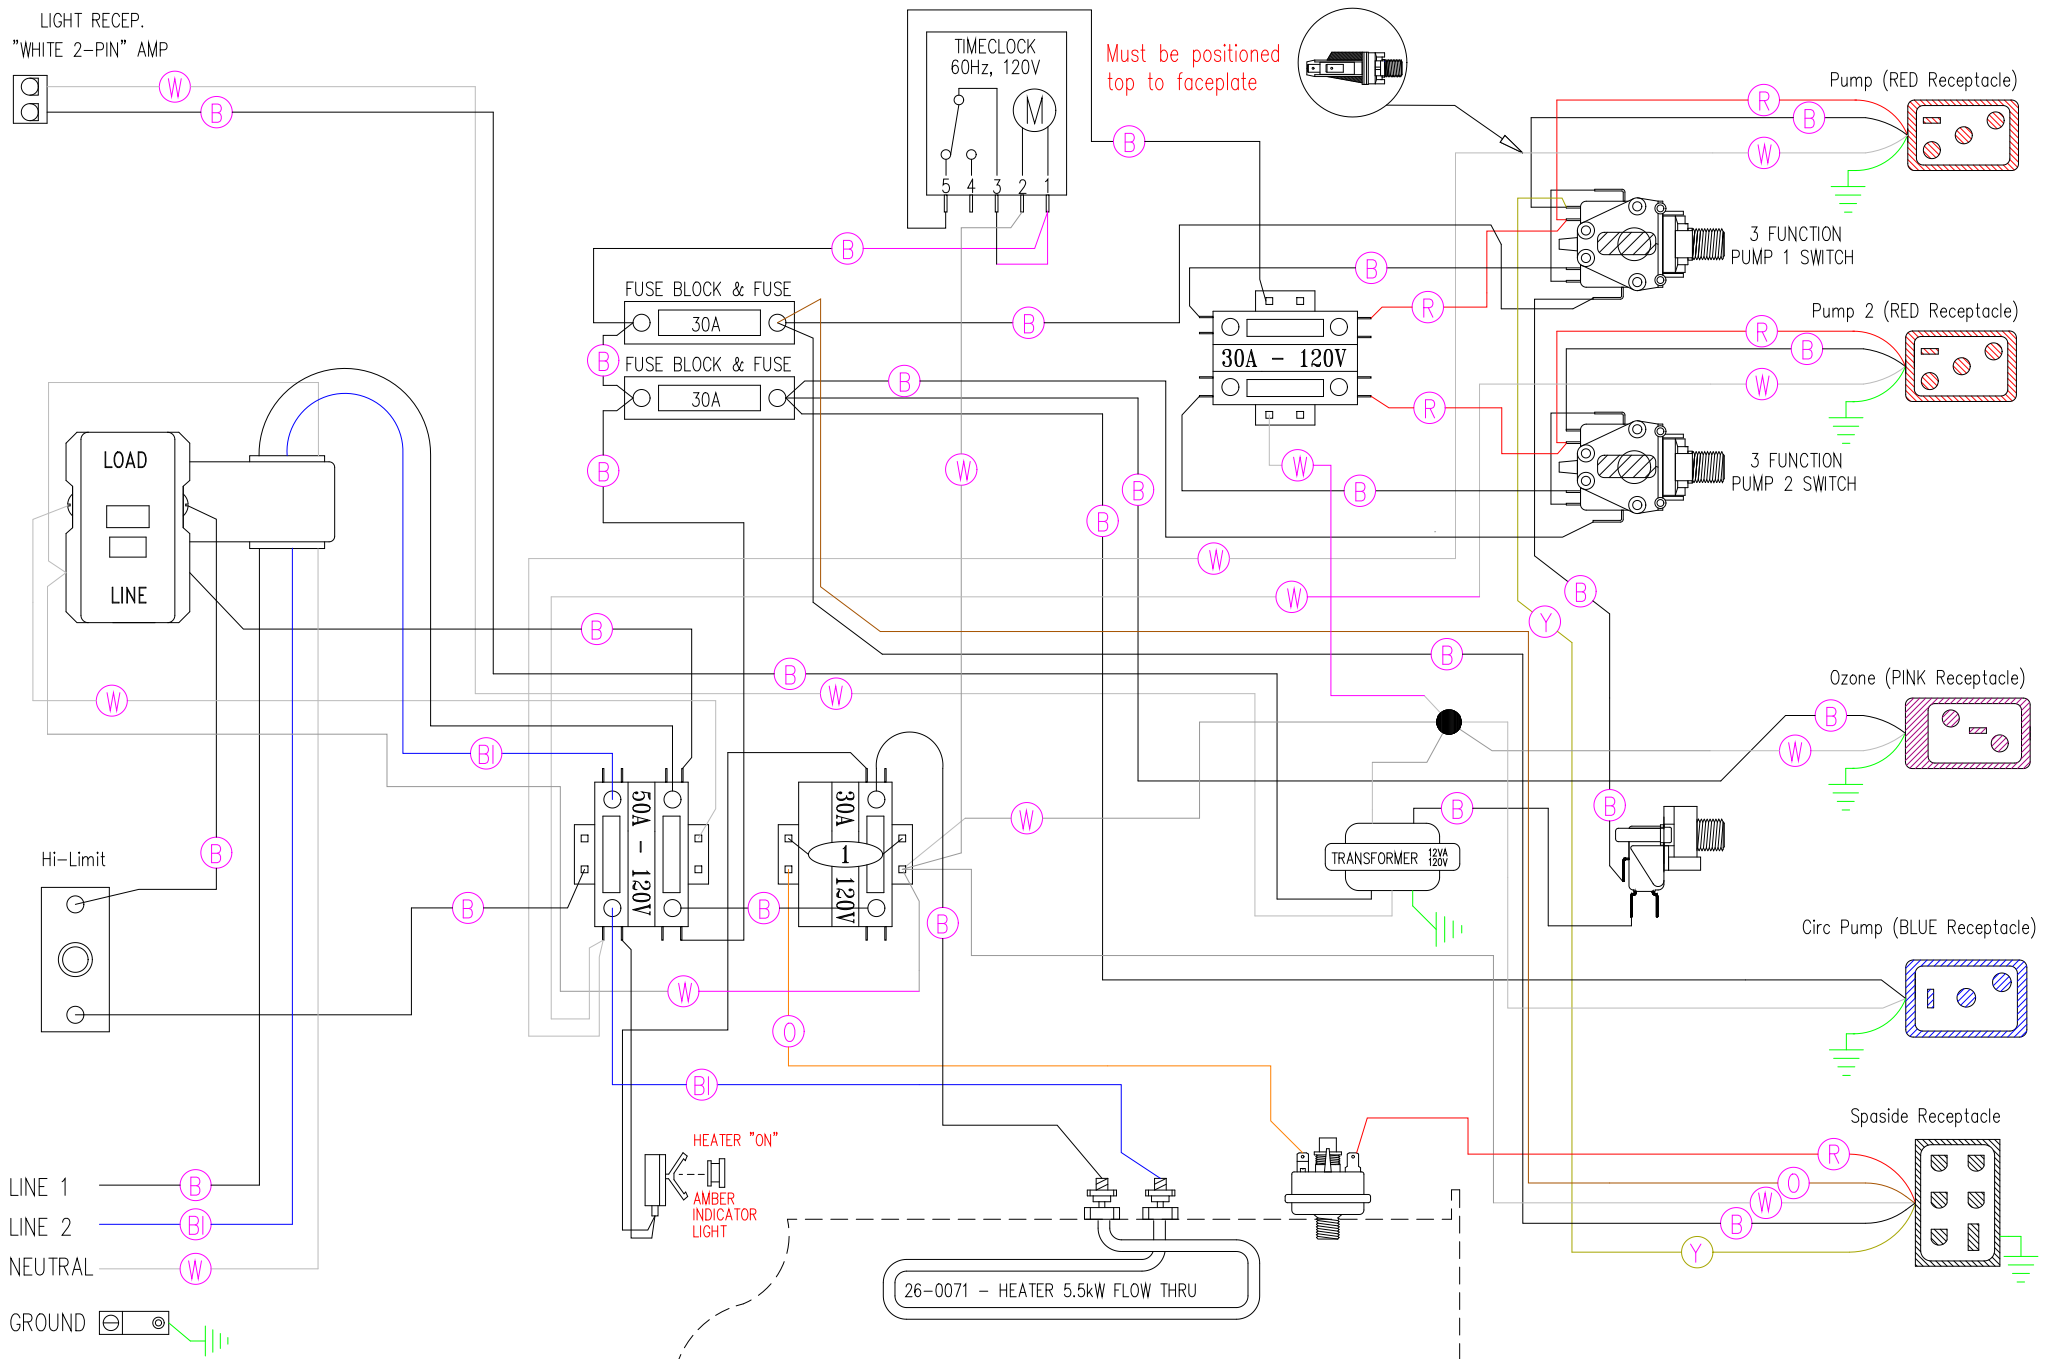 LIGHT RECEP.
"WHITE 2-PIN" AMP
W
B
TIMECLOCK
60Hz, 120V
M
5 4 3 2 1
Must be positioned
top to faceplate
B
Pump (RED Receptacle)
R
B
W
3 FUNCTION
PUMP 1 SWITCH
B
B
R
FUSE BLOCK & FUSE
30A
B
B
FUSE BLOCK & FUSE
30A
B
30A - 120V
R
Pump 2 (RED Receptacle)
R
B
W
3 FUNCTION
PUMP 2 SWITCH
LOAD
LINE
B
W
W
B
B
B
W
W
B
Y
B
B
B
W
W
Bl
Ozone (PINK Receptacle)
B
W
50A - 120V
30A 120V
1
W
B
B
TRANSFORMER 12VA
120V
Hi-Limit
B
B
B
B
Circ Pump (BLUE Receptacle)
W
O
Bl
HEATER "ON"
AMBER
INDICATOR
LIGHT
Spaside Receptacle
R
O
W
B
Y
LINE 1
B
LINE 2
Bl
NEUTRAL
W
GROUND
26-0071 - HEATER 5.5kW FLOW THRU